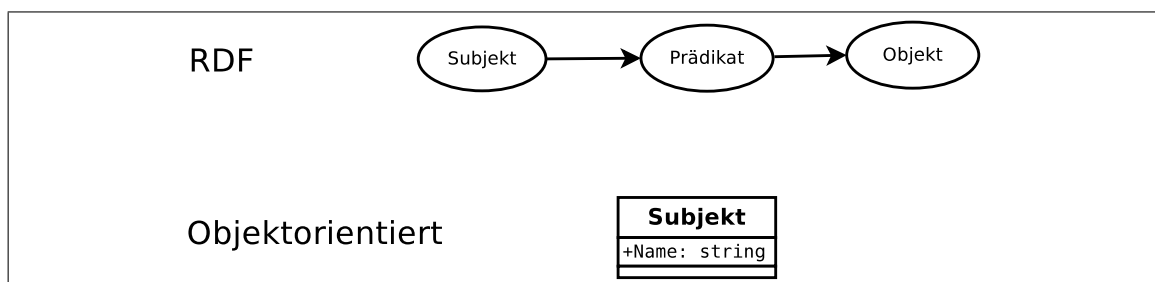 RDF Subjekt Prädikat Objekt
Objektorientiert
Subjekt
+Name: string